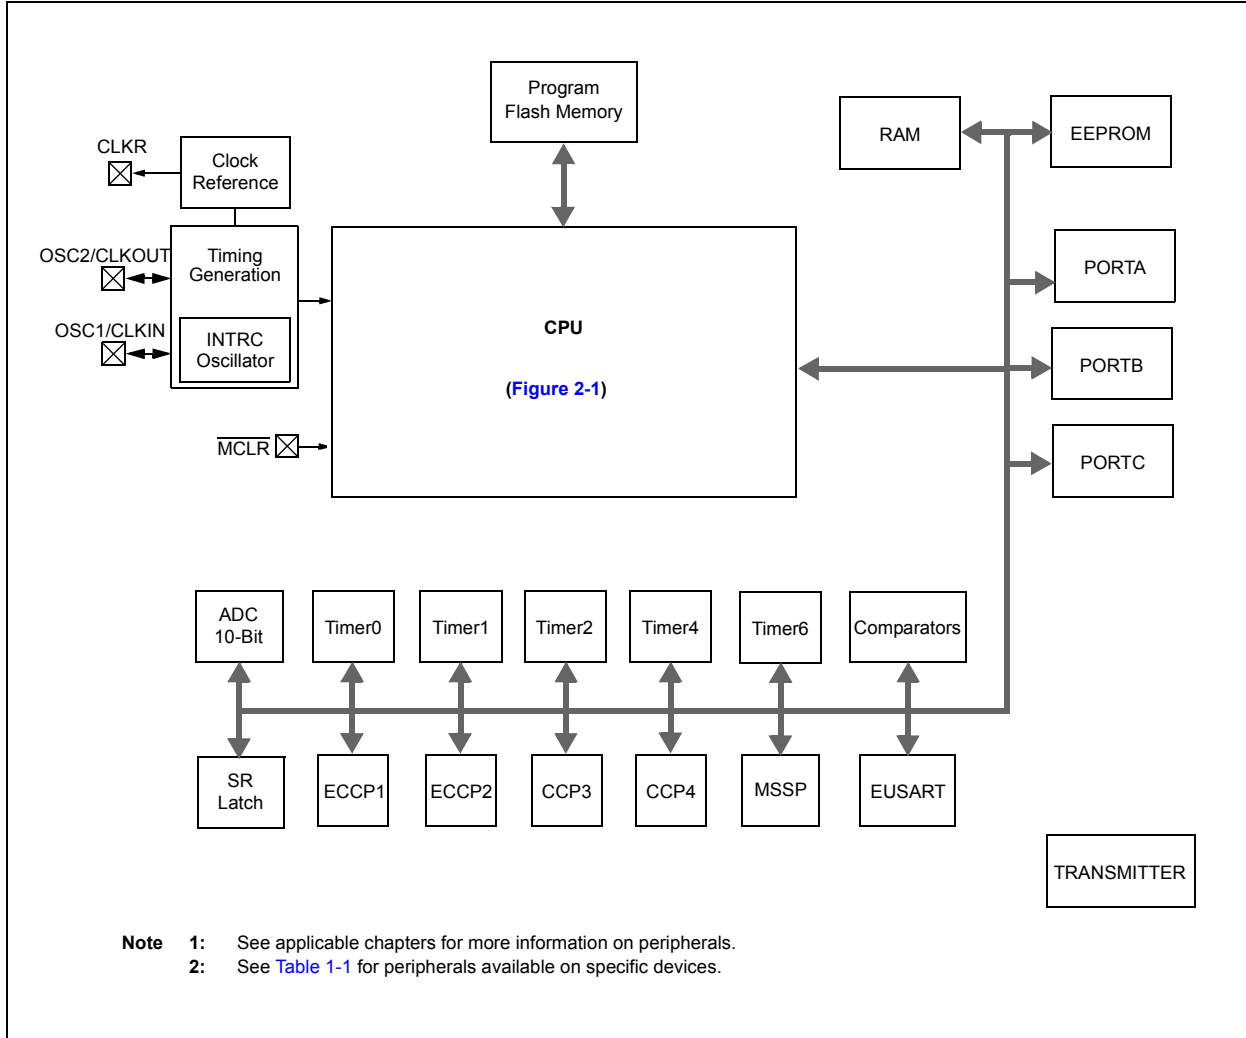 Program
Flash Memory
RAM
EEPROM
CLKR
Clock
Reference
OSC2/CLKOUT
Timing
Generation
PORTA
OSC1/CLKIN
INTRC
Oscillator
CPU
(Figure 2-1)
PORTB
MCLR
PORTC
ADC
10-Bit
Timer0
Timer1
Timer2
Timer4
Timer6
Comparators
SR
Latch
ECCP1
ECCP2
CCP3
CCP4
MSSP
EUSART
TRANSMITTER
Note 1: See applicable chapters for more information on peripherals.
2: See Table 1-1 for peripherals available on specific devices.